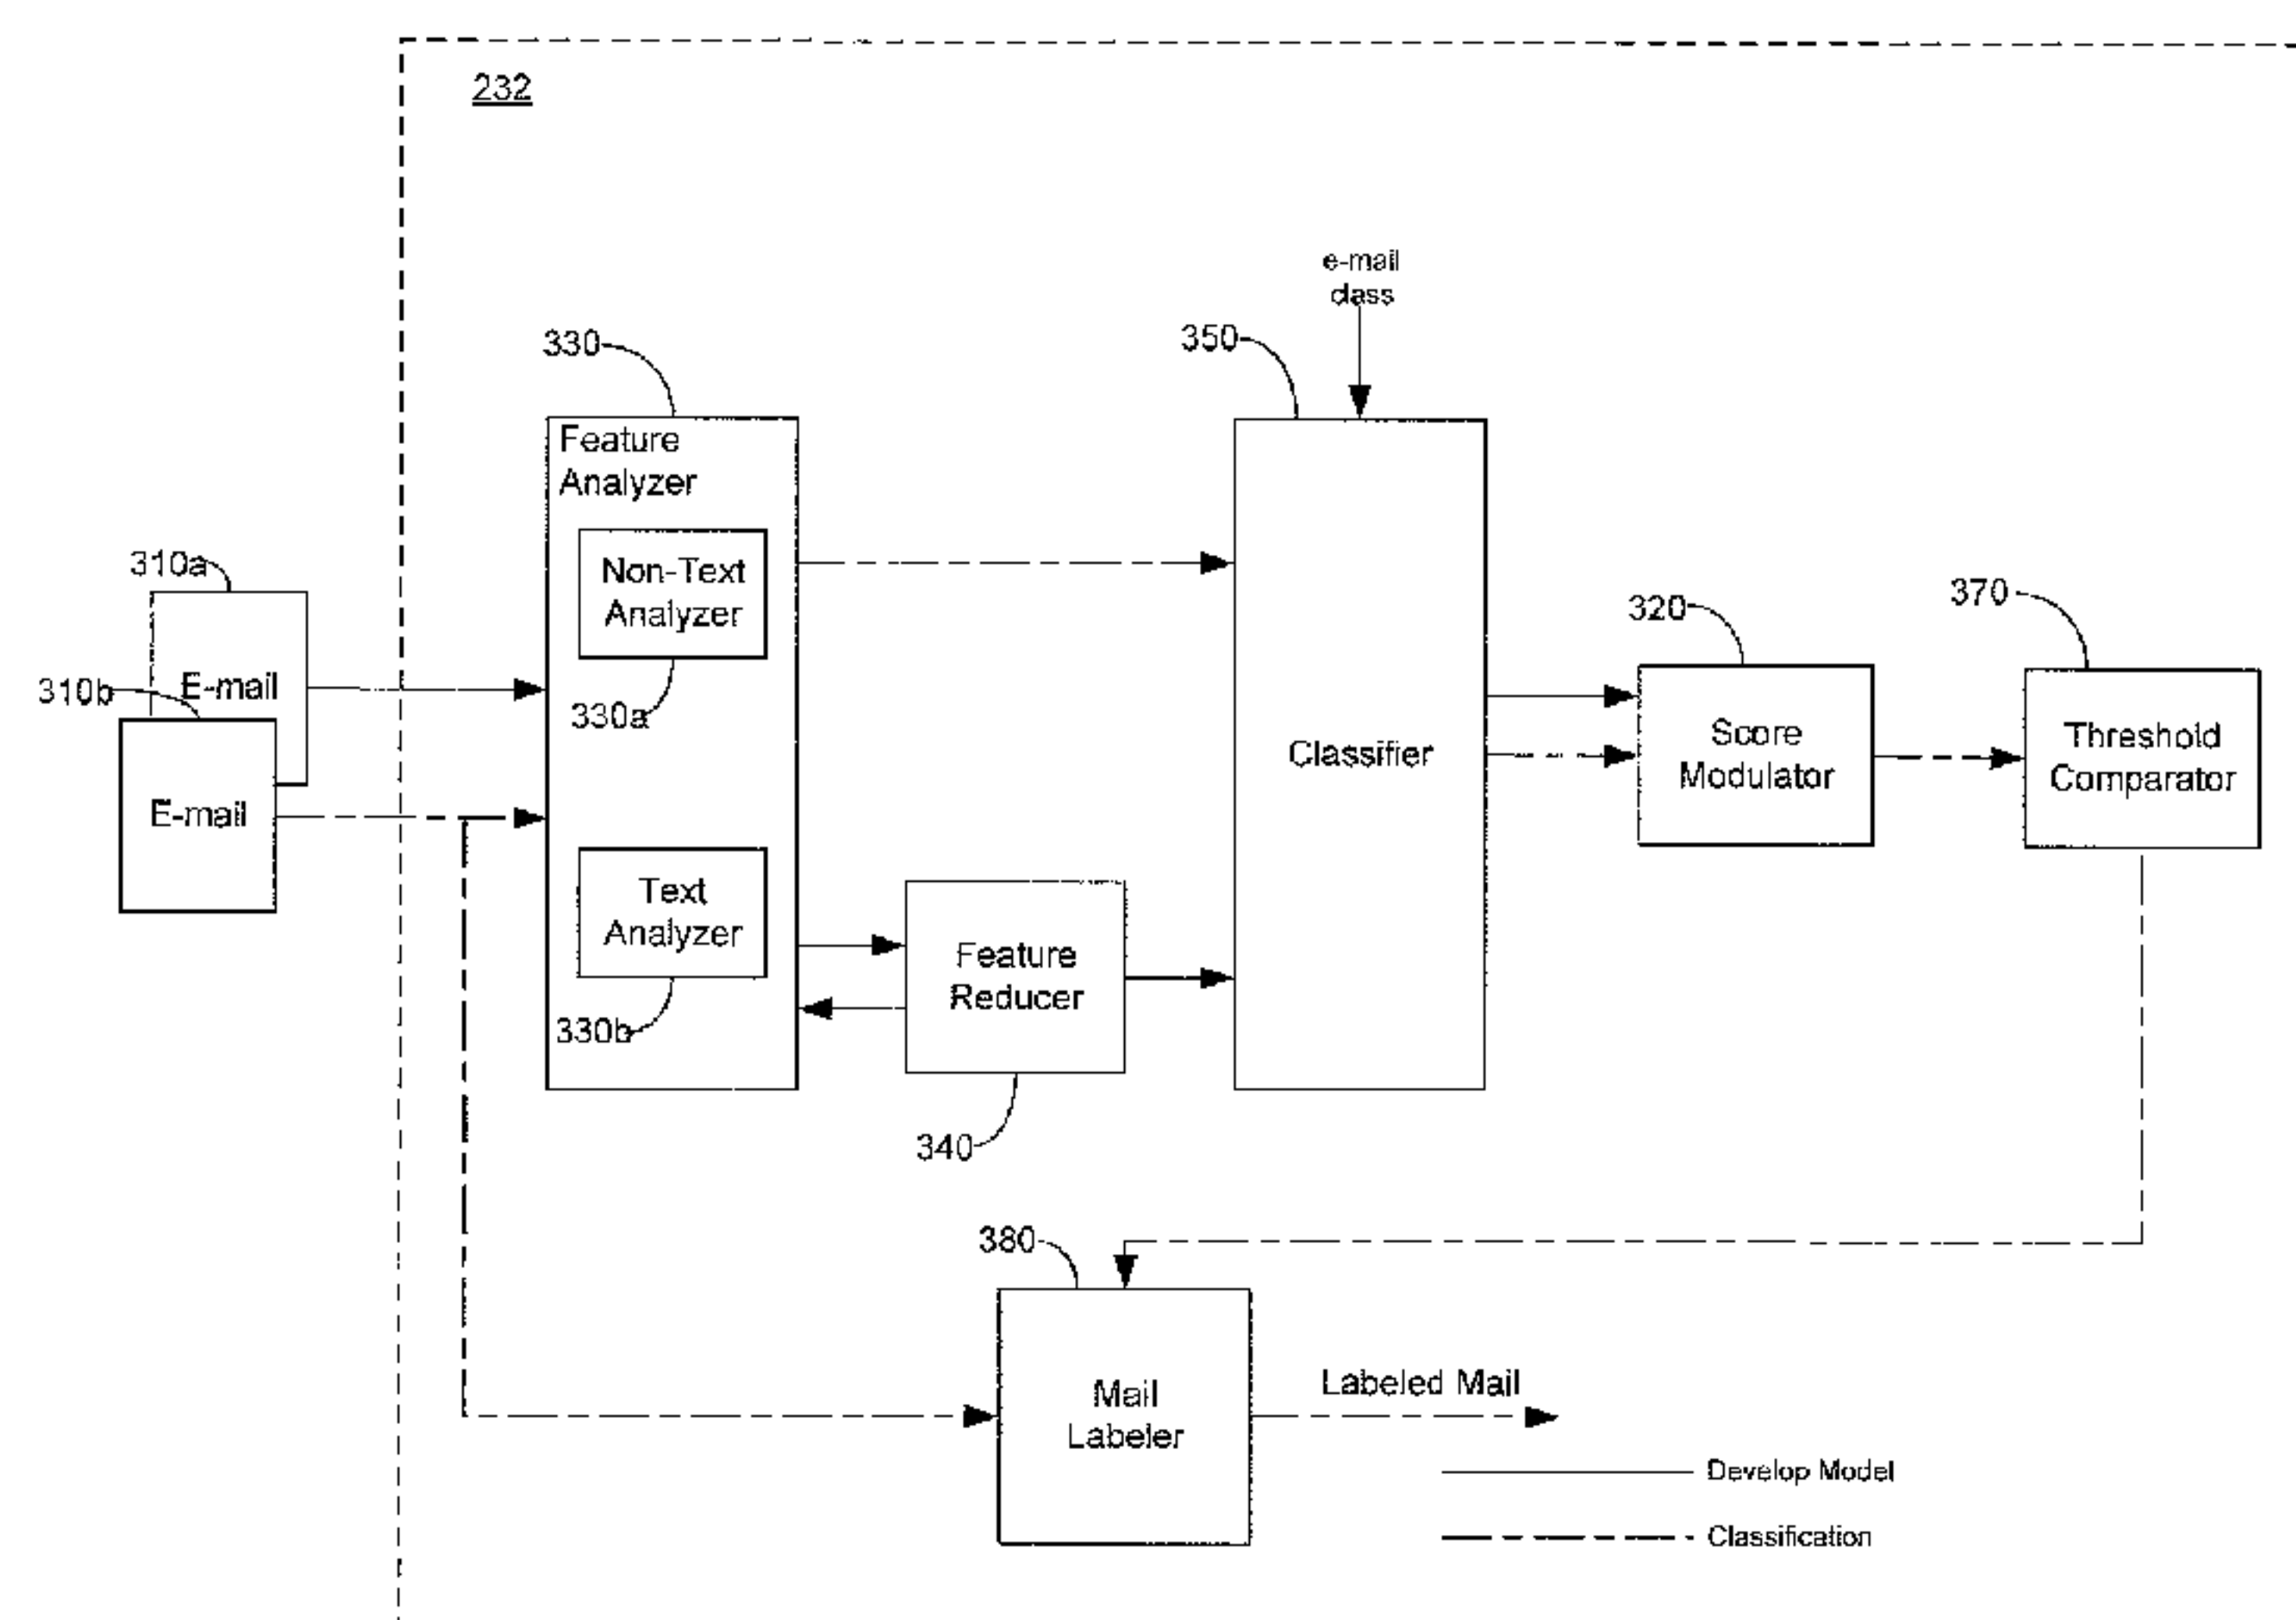 232
e-mail
class
330
350
Feature
Analyzer
310a
Non-Text
Analyzer
320
370
310b
E-mail
330a
Classifier
Score
Modulator
Threshold
Comparator
E-mail
Text
Analyzer
Feature
Reducer
330b
340
380
Mail
Labeler
Labeled Mail
Develop Model
Classification